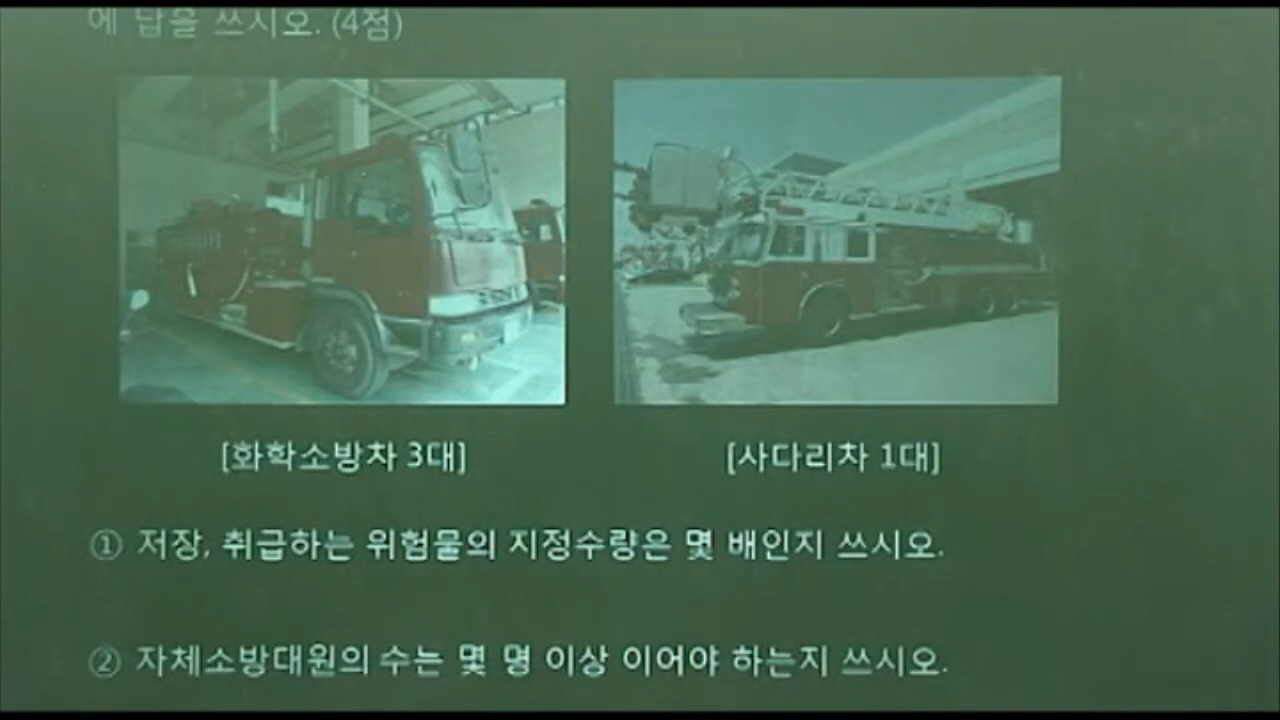 에 답을 쓰시오. (4점)
[화학소방차 3대]
[사다리차 1대]
① 저장, 취급하는 위험물의 지정수량은 몇 배인지 쓰시오.
② 자체소방대원의 수는 몇 명 이상 이어야 하는지 쓰시오.